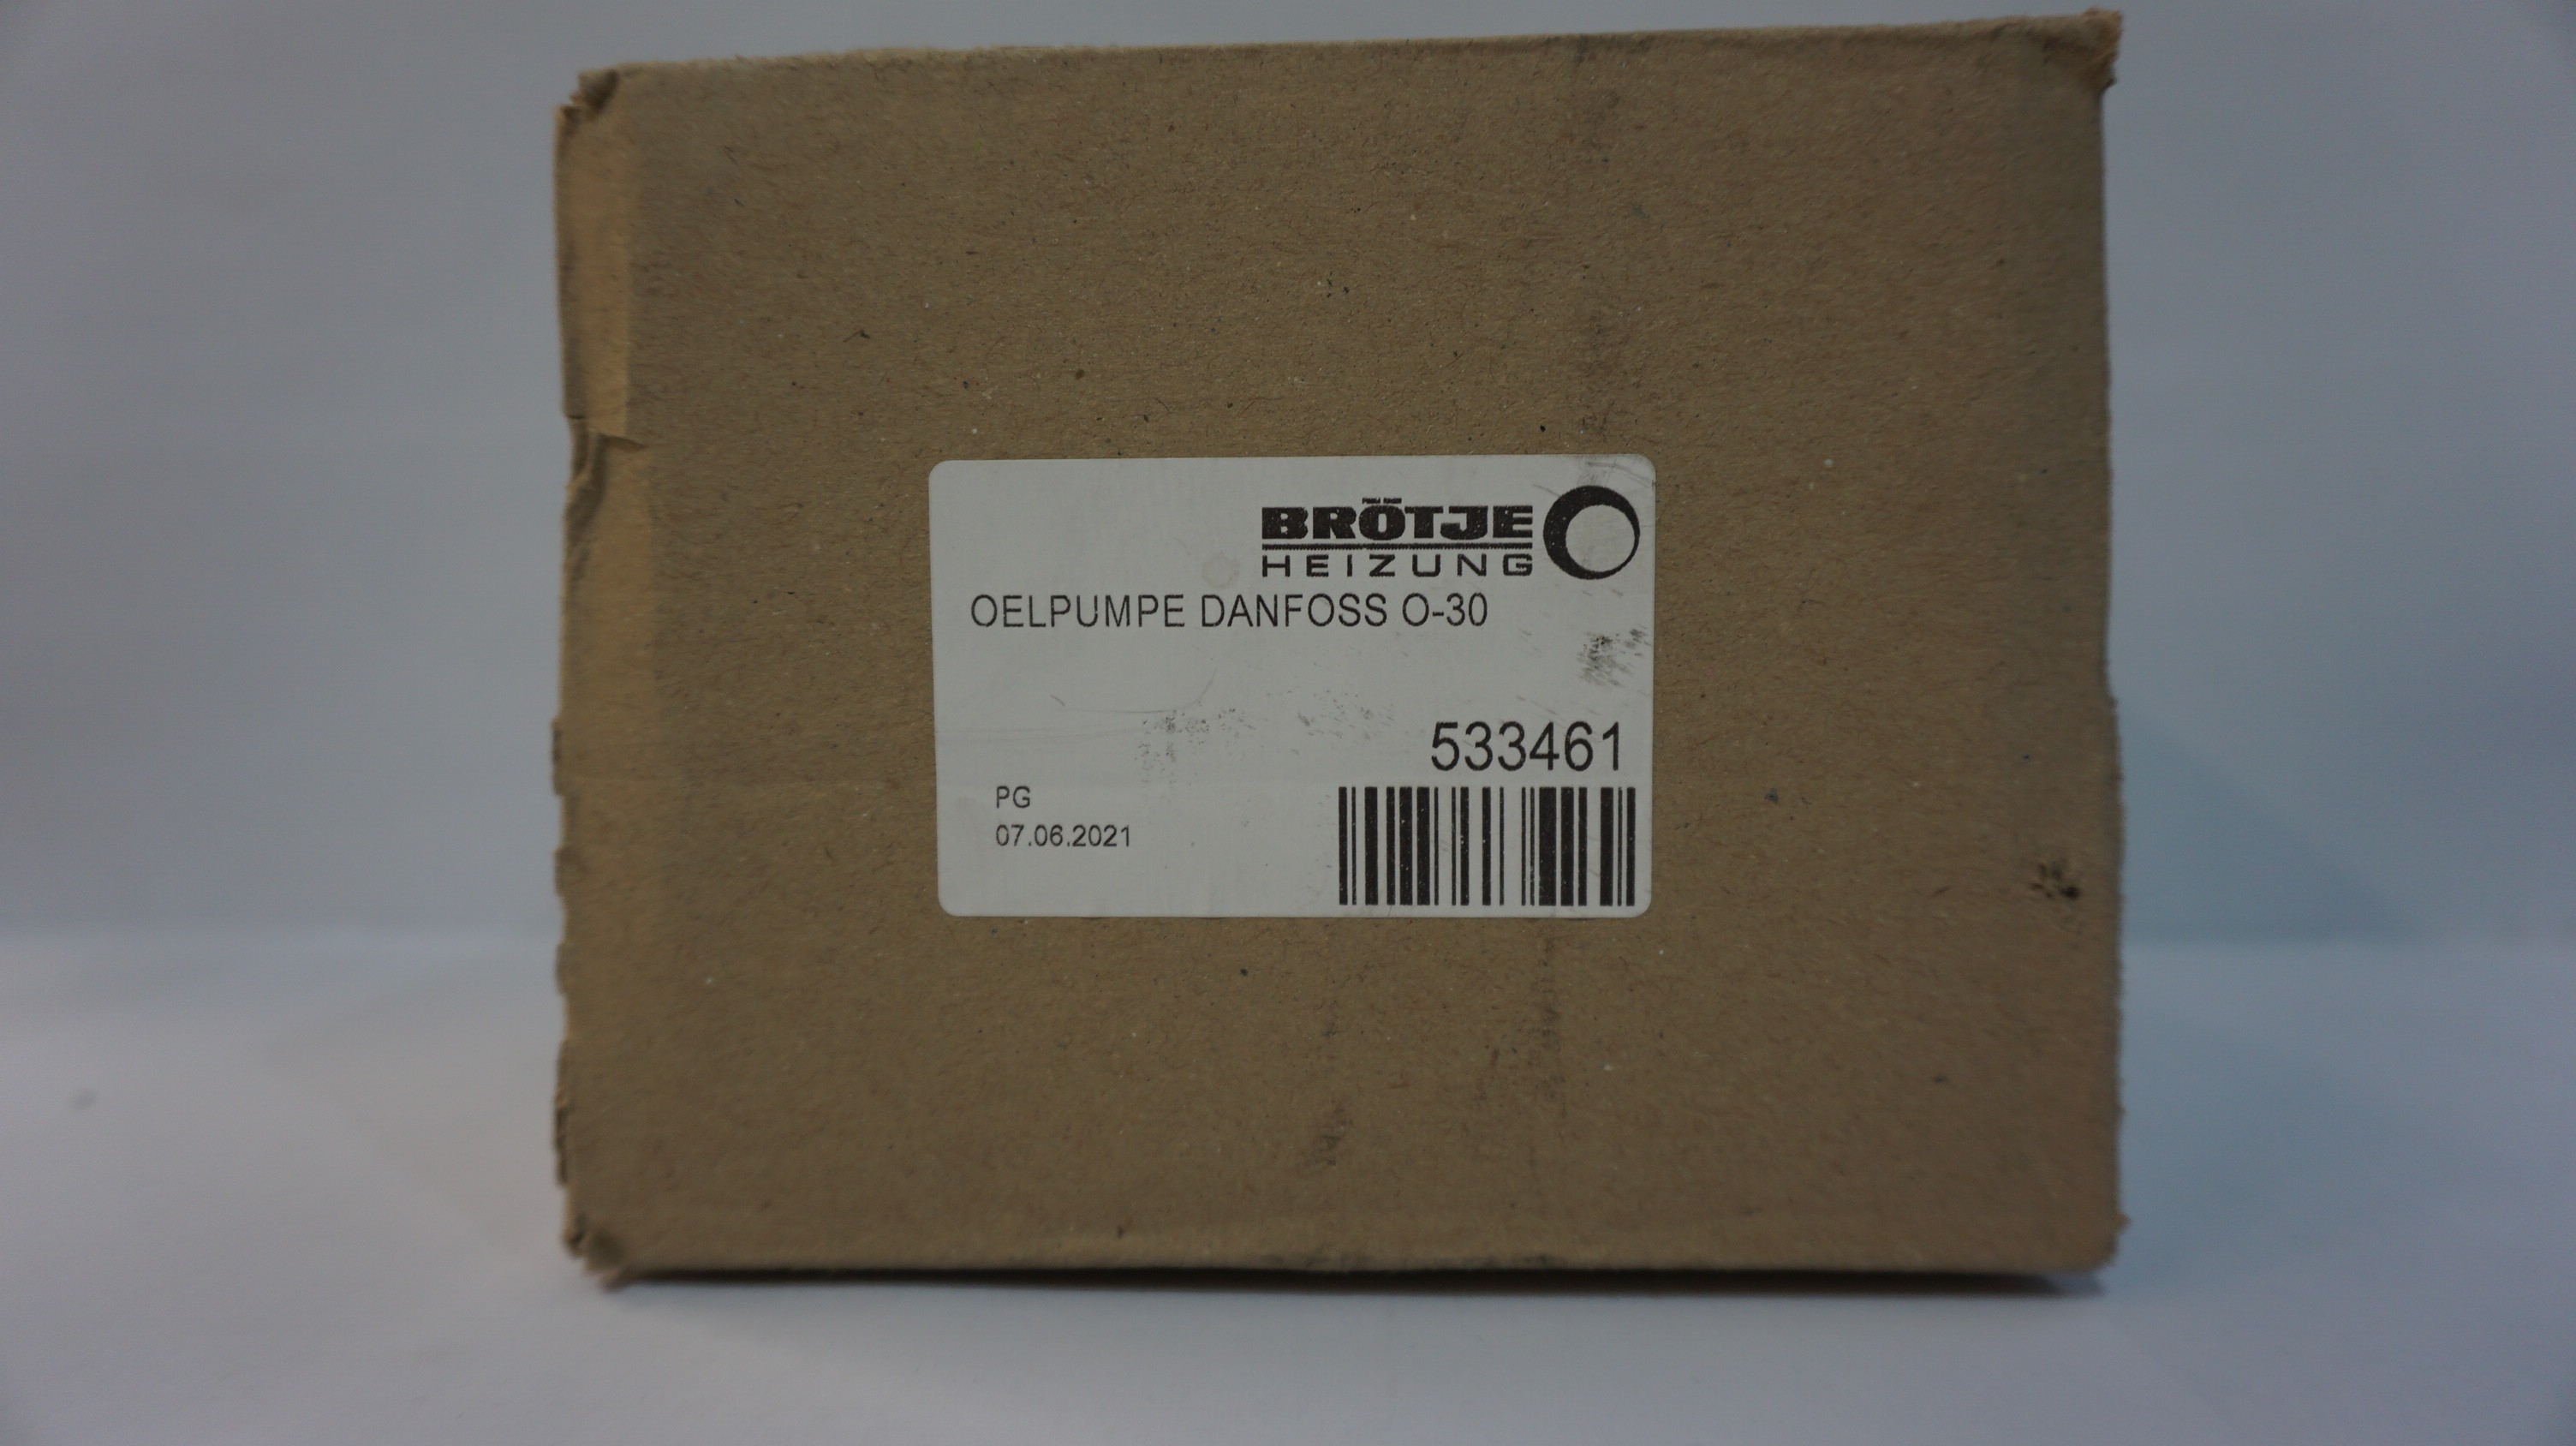 BRÖTJE
HEIZUNG
OELPUMPE DANFOSS O-30
533461
PG
07.06.2021